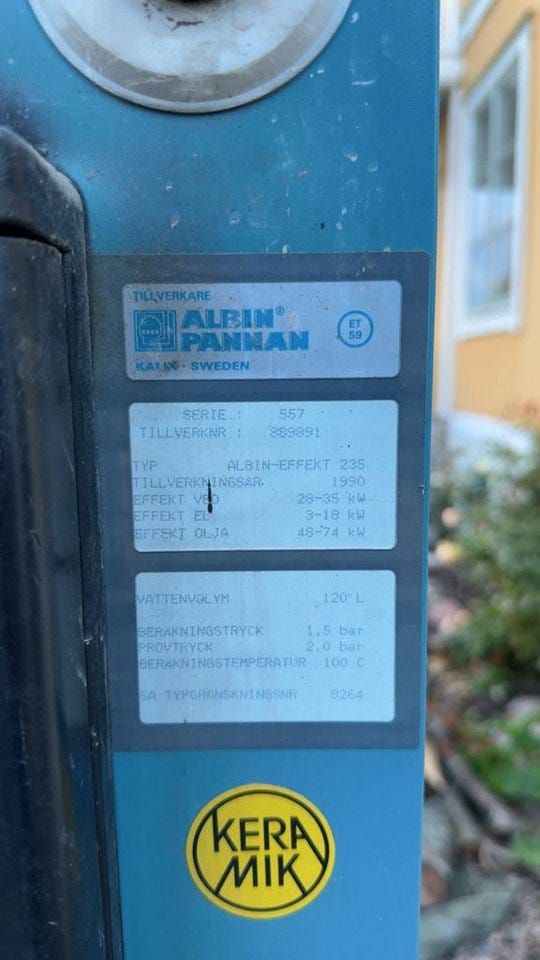 TILLVERKARE
ALBIN®
PANNAN
ET
59
KALIX · SWEDEN
SERIE : 557
TILLVERKNR : 889891
TYP ALBIN-EFFEKT 235
TILLVERKNINGSÅR 1990
EFFEKT VED 28-35 kW
EFFEKT EL 3-18 kW
EFFEKT OLJA 48-74 kW
VATTENVOLYM 120 L
BERÄKNINGSTRYCK 1,5 bar
PROVTRYCK 2,0 bar
BERÄKNINGSTEMPERATUR 100 C
SA TYPGRANSKNINGSNR 8264
KERA
MIK